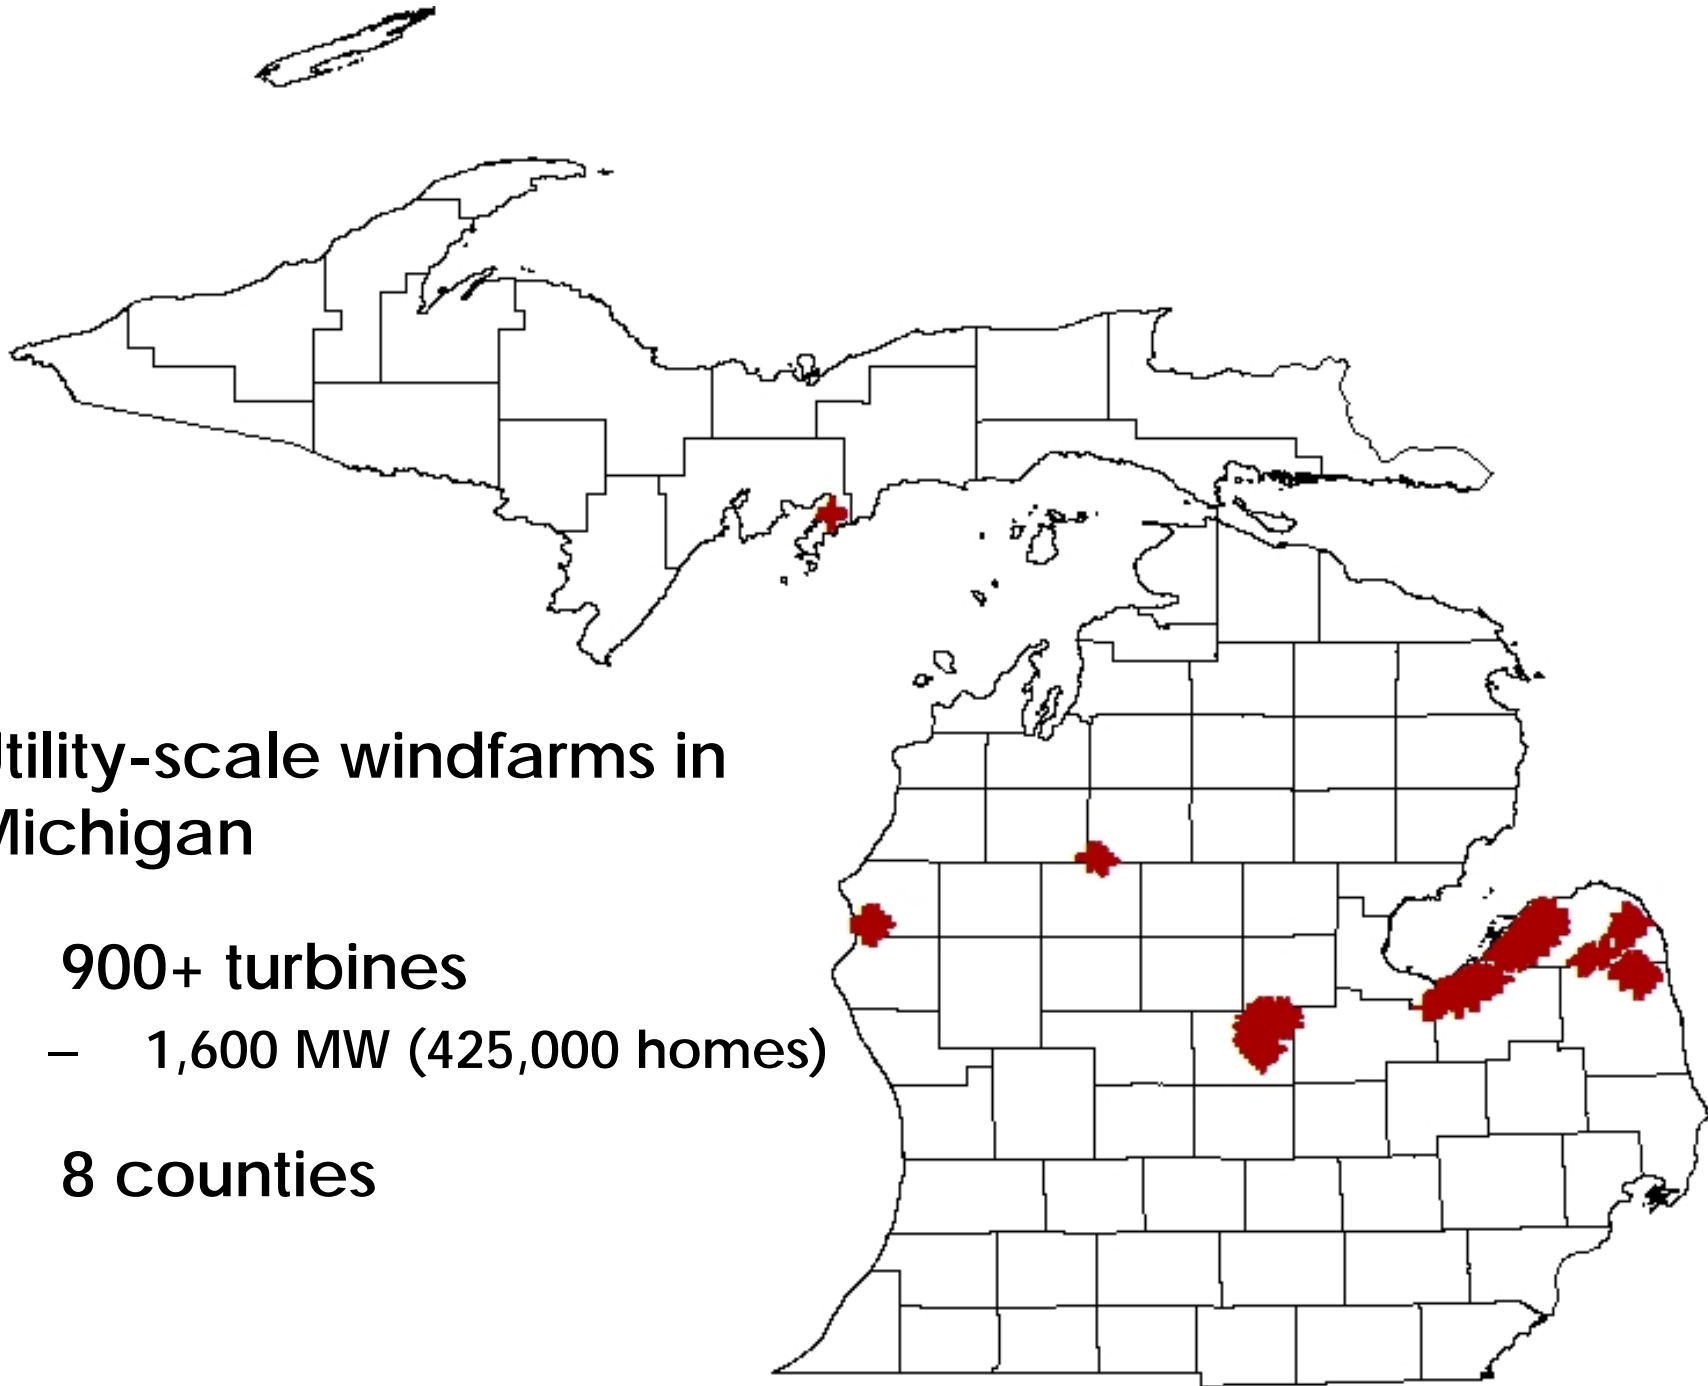 tility-scale windfarms in
Michigan
900+ turbines
– 1,600 MW (425,000 homes)
8 counties